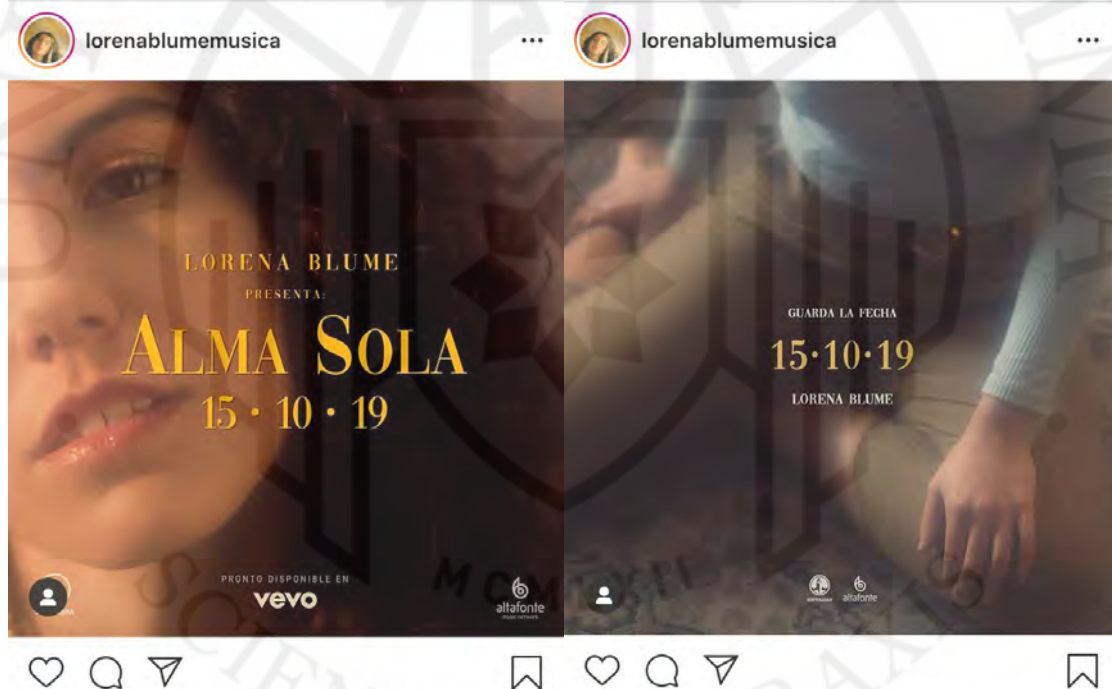 lorenablumemusica
LORENA BLUME
PRESENTA:
ALMA SOLA
15 · 10 · 19
PRONTO DISPONIBLE EN
vevo
altafonte
lorenablumemusica
GUARDA LA FECHA
15·10·19
LORENA BLUME
altafonte